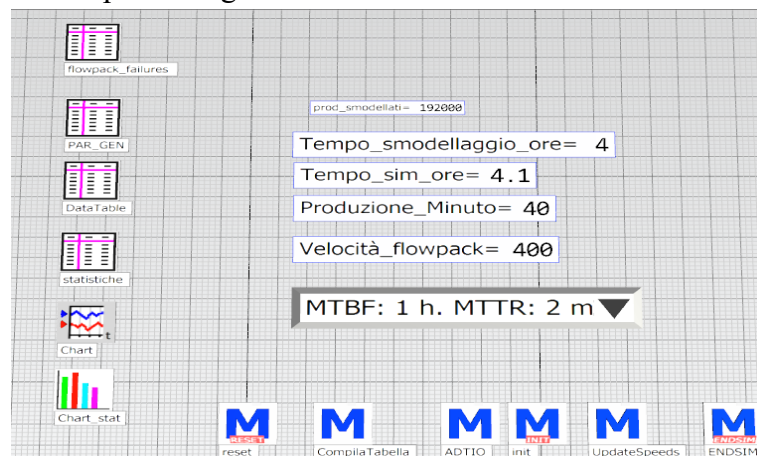 flowpack_failures
prod_smodellati= 192000
PAR_GEN
Tempo_smodellaggio_ore= 4
Tempo_sim_ore= 4.1
DataTable
Produzione_Minuto= 40
Velocità_flowpack= 400
statistiche
MTBF: 1 h. MTTR: 2 m
t
Chart
Chart_stat
M M M M M M
RESET INIT ENDSIM
reset CompilaTabella ADTIO init UpdateSpeeds ENDSIM